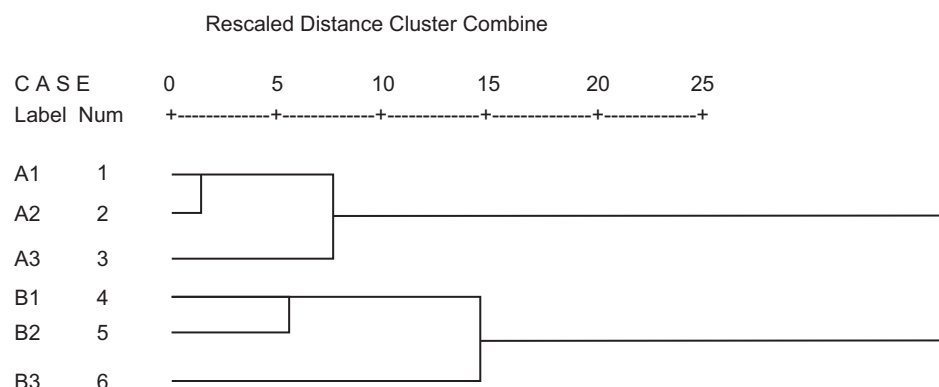 Rescaled Distance Cluster Combine
C A S E 0 5 10 15 20 25
Label Num +-------------+-------------+-------------+--------------+-------------+
A1 1
A2 2
A3 3
B1 4
B2 5
B3 6